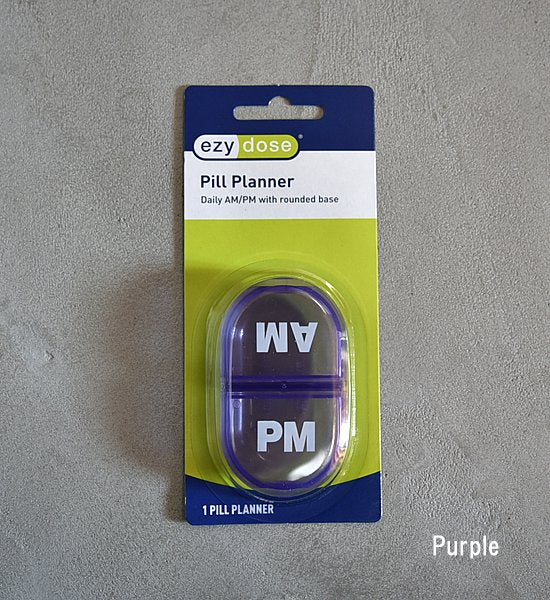 ezy dose®
Pill Planner
Daily AM/PM with rounded base
AM
PM
1 PILL PLANNER
Purple